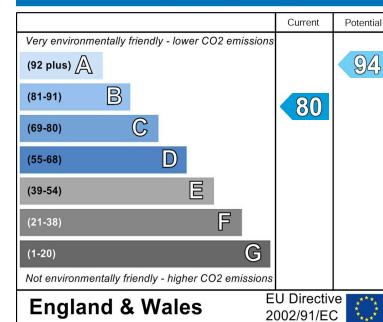 Current Potential
Very environmentally friendly - lower CO2 emissions
(92 plus) A 94
(81-91) B
80
(69-80) C
(55-68) D
(39-54) E
(21-38) F
(1-20) G
Not environmentally friendly - higher CO2 emissions
England & Wales
EU Directive
2002/91/EC